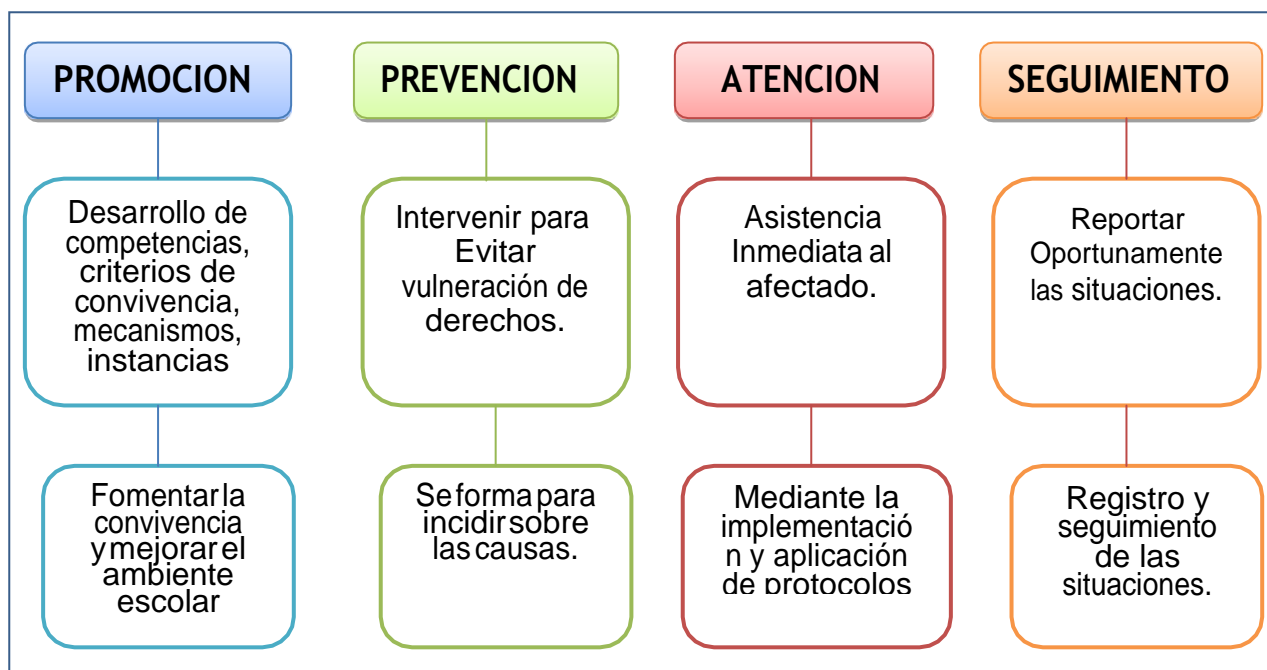 PROMOCION
Desarrollo de
competencias,
criterios de
convivencia,
mecanismos,
instancias
Fomentar la
convivencia
y mejorar el
ambiente
escolar
PREVENCION
Intervenir para
Evitar
vulneración de
derechos.
Se forma para
incidir sobre
las causas.
ATENCION
Asistencia
Inmediata al
afectado.
Mediante la
implementació
n y aplicación
de protocolos
SEGUIMIENTO
Reportar
Oportunamente
las situaciones.
Registro y
seguimiento
de las
situaciones.